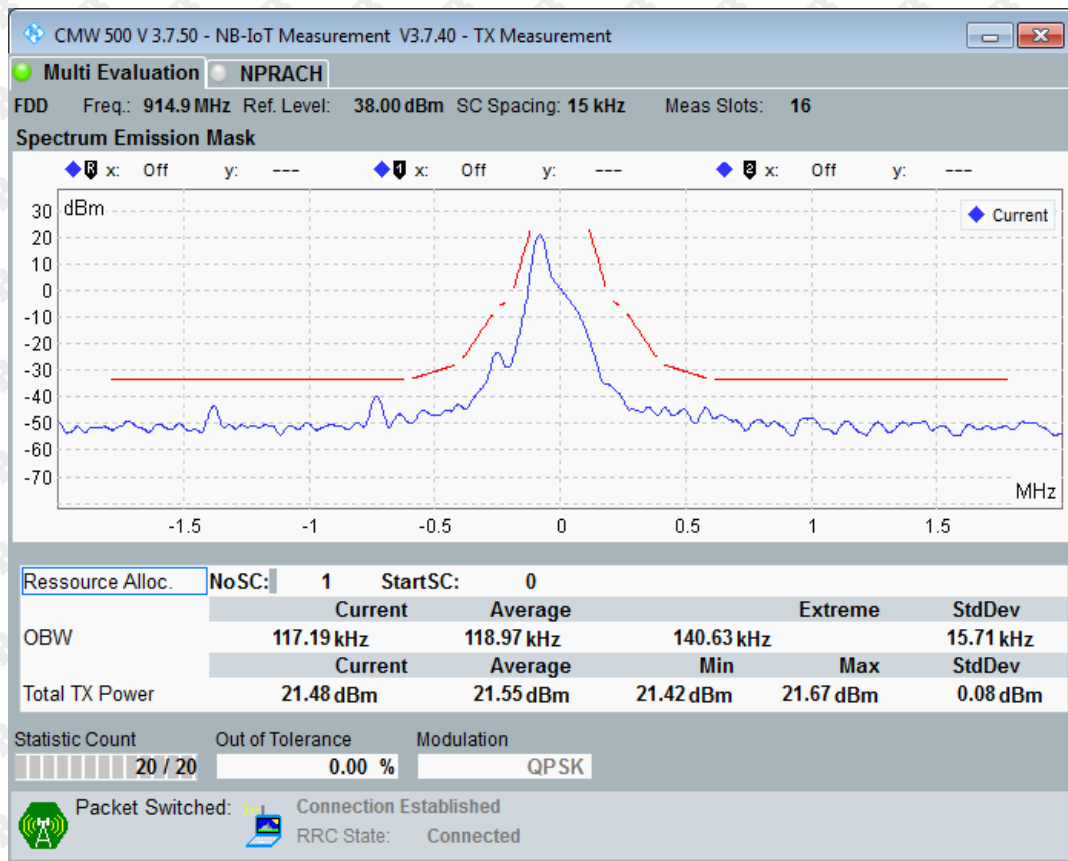 CMW 500 V 3.7.50 - NB-IoT Measurement V3.7.40 - TX Measurement
Multi Evaluation NPRACH
FDD Freq.: 914.9 MHz Ref. Level: 38.00 dBm SC Spacing: 15 kHz Meas Slots: 16
Spectrum Emission Mask
R x: Off y: --- 1 x: Off y: --- 2 x: Off y: ---
dBm
Current
30
20
10
0
-10
-20
-30
-40
-50
-60
-70
MHz
-1.5 -1 -0.5 0 0.5 1 1.5
Ressource Alloc. NoSC: 1 StartSC: 0
Current Average Extreme StdDev
OBW 117.19 kHz 118.97 kHz 140.63 kHz 15.71 kHz
Current Average Min Max StdDev
Total TX Power 21.48 dBm 21.55 dBm 21.42 dBm 21.67 dBm 0.08 dBm
Statistic Count Out of Tolerance Modulation
20 / 20 0.00 % QPSK
Packet Switched: Connection Established
RRC State: Connected